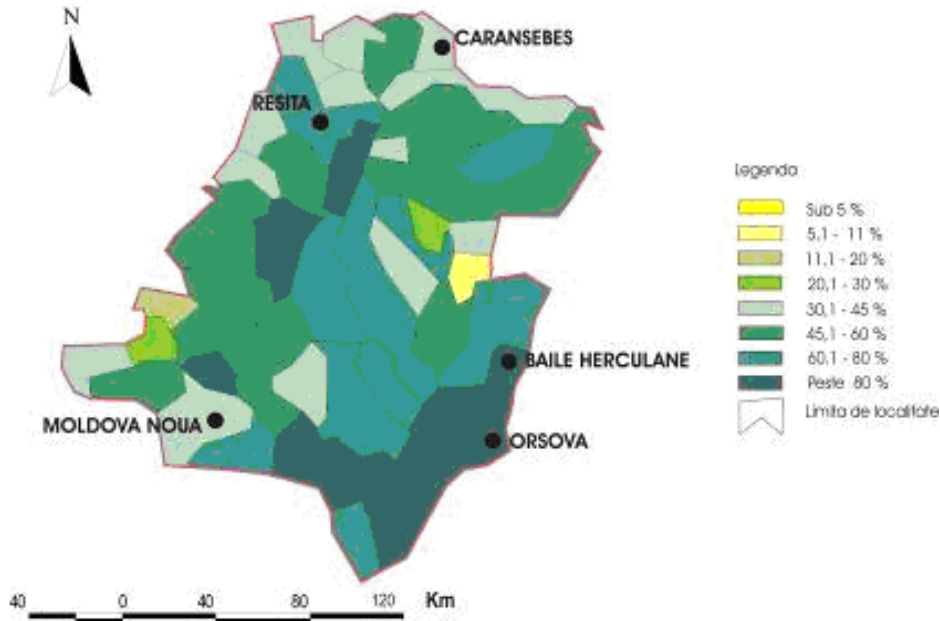 N
CARANSEBES
RESITA
Legenda
Sub 5 %
5,1 - 11 %
11,1 - 20 %
20,1 - 30 %
30,1 - 45 %
45,1 - 60 %
60,1 - 80 %
Peste 80 %
Limita de localitate
BAILE HERCULANE
MOLDOVA NOUA
ORSOVA
40 0 40 80 120 Km